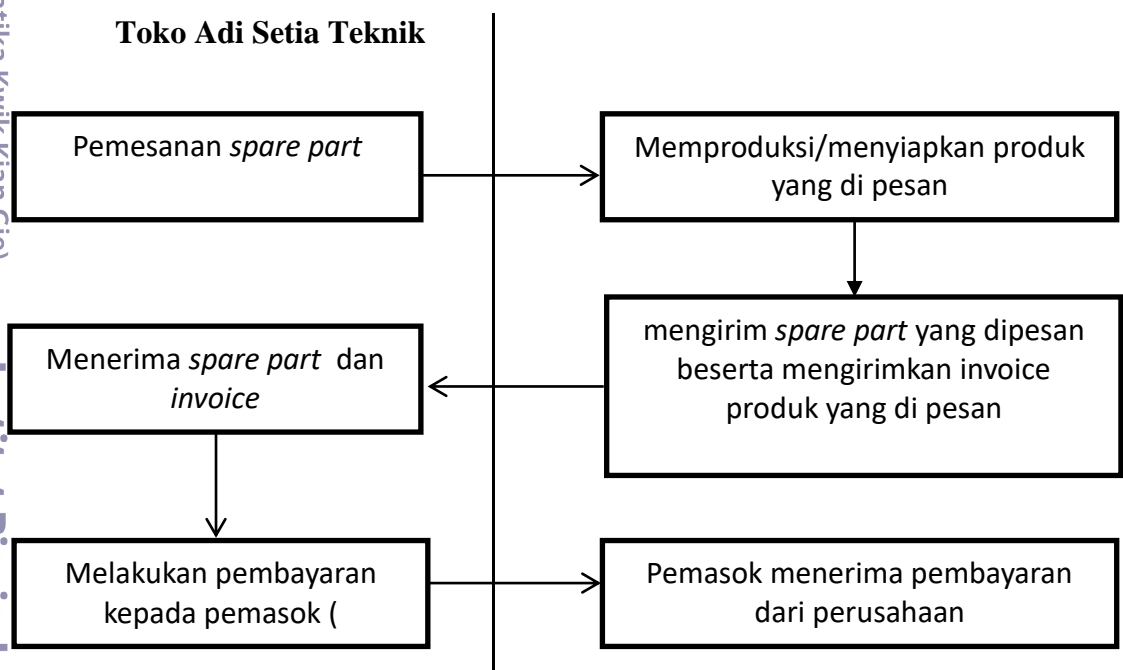 Toko Adi Setia Teknik
Pemesanan spare part
Memproduksi/menyiapkan produk
yang di pesan
mengirim spare part yang dipesan
beserta mengirimkan invoice
produk yang di pesan
Menerima spare part dan
invoice
Melakukan pembayaran
kepada pemasok (
Pemasok menerima pembayaran
dari perusahaan